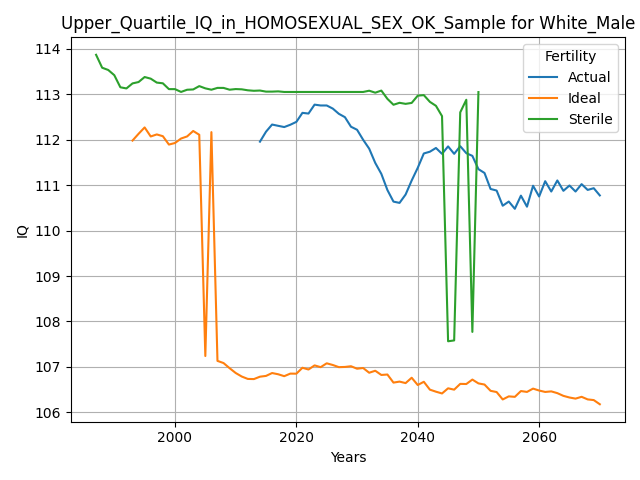 Upper_Quartile_IQ_in_HOMOSEXUAL_SEX_OK_Sample for White_Male
Fertility
Actual
Ideal
Sterile
IQ
114
113
112
111
110
109
108
107
106
2000
2020
2040
2060
Years